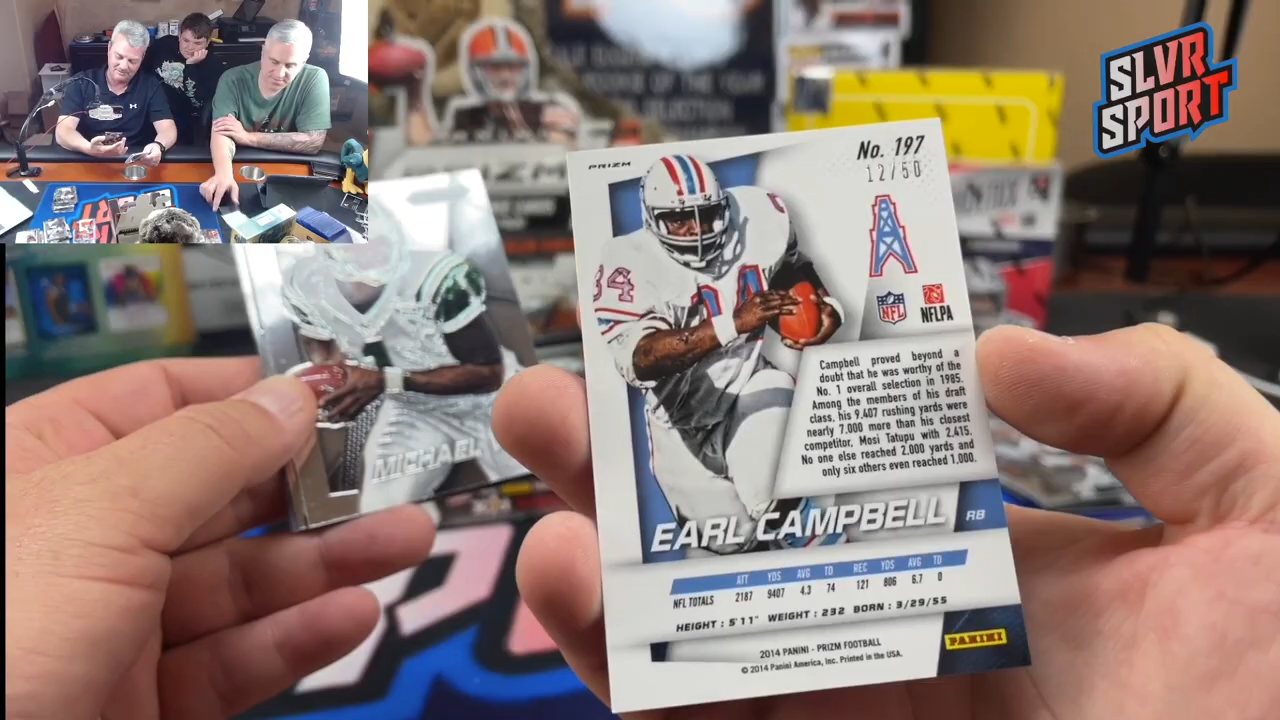 SLVR
SPORT
PRIZM
No. 197
12/50
34
NFL
NFLPA
Campbell proved beyond a
doubt that he was worthy of the
No. 1 overall selection in 1985.
Among the members of his draft
class, his 9,407 rushing yards were
nearly 7,000 more than his closest
competitor, Mosi Tatupu with 2,415.
No one else reached 2,000 yards and
only six others even reached 1,000.
EARL CAMPBELL RB
ATT YDS AVG TD REC YDS AVG TD
NFL TOTALS 2187 9407 4.3 74 121 806 6.7 0
HEIGHT : 5'11" WEIGHT : 232 BORN : 3/29/55
2014 PANINI - PRIZM FOOTBALL
© 2014 Panini America, Inc. Printed in the USA.
PANINI
MICHAEL
PRIZM